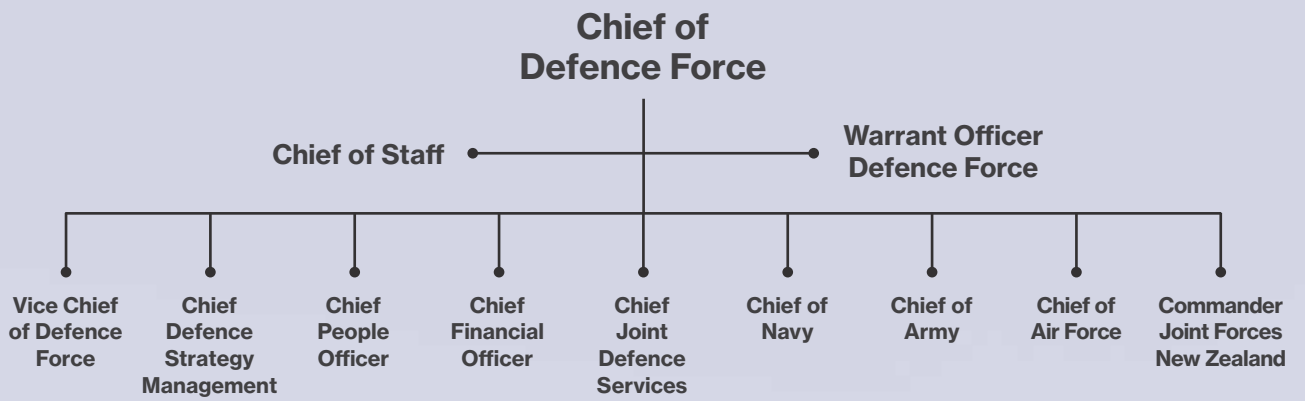 Chief of
Defence Force
Chief of Staff
Warrant Officer
Defence Force
Vice Chief
of Defence
Force
Chief
Defence
Strategy
Management
Chief
People
Officer
Chief
Financial
Officer
Chief
Joint
Defence
Services
Chief of
Navy
Chief of
Army
Chief of
Air Force
Commander
Joint Forces
New Zealand